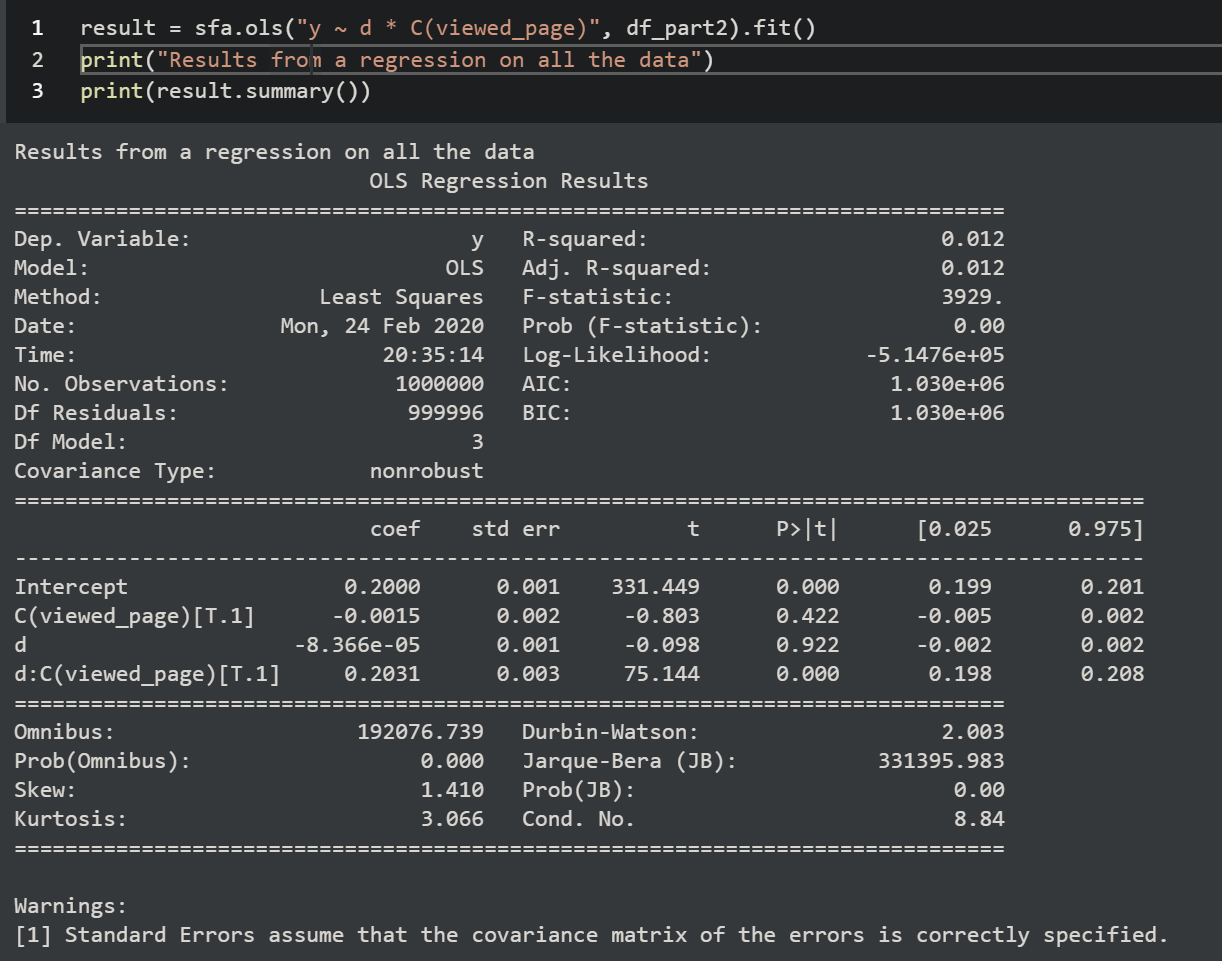 1 result = sfa.ols("y ~ d * C(viewed_page)", df_part2).fit()
2 print("Results from a regression on all the data")
3 print(result.summary())
Results from a regression on all the data
OLS Regression Results
==============================================================================
Dep. Variable: y R-squared: 0.012
Model: OLS Adj. R-squared: 0.012
Method: Least Squares F-statistic: 3929.
Date: Mon, 24 Feb 2020 Prob (F-statistic): 0.00
Time: 20:35:14 Log-Likelihood: -5.1476e+05
No. Observations: 1000000 AIC: 1.030e+06
Df Residuals: 999996 BIC: 1.030e+06
Df Model: 3
Covariance Type: nonrobust
=========================================================================================
coef std err t P>|t| [0.025 0.975]
-----------------------------------------------------------------------------------------
Intercept 0.2000 0.001 331.449 0.000 0.199 0.201
C(viewed_page)[T.1] -0.0015 0.002 -0.803 0.422 -0.005 0.002
d -8.366e-05 0.001 -0.098 0.922 -0.002 0.002
d:C(viewed_page)[T.1] 0.2031 0.003 75.144 0.000 0.198 0.208
==============================================================================
Omnibus: 192076.739 Durbin-Watson: 2.003
Prob(Omnibus): 0.000 Jarque-Bera (JB): 331395.983
Skew: 1.410 Prob(JB): 0.00
Kurtosis: 3.066 Cond. No. 8.84
==============================================================================
Warnings:
[1] Standard Errors assume that the covariance matrix of the errors is correctly specified.